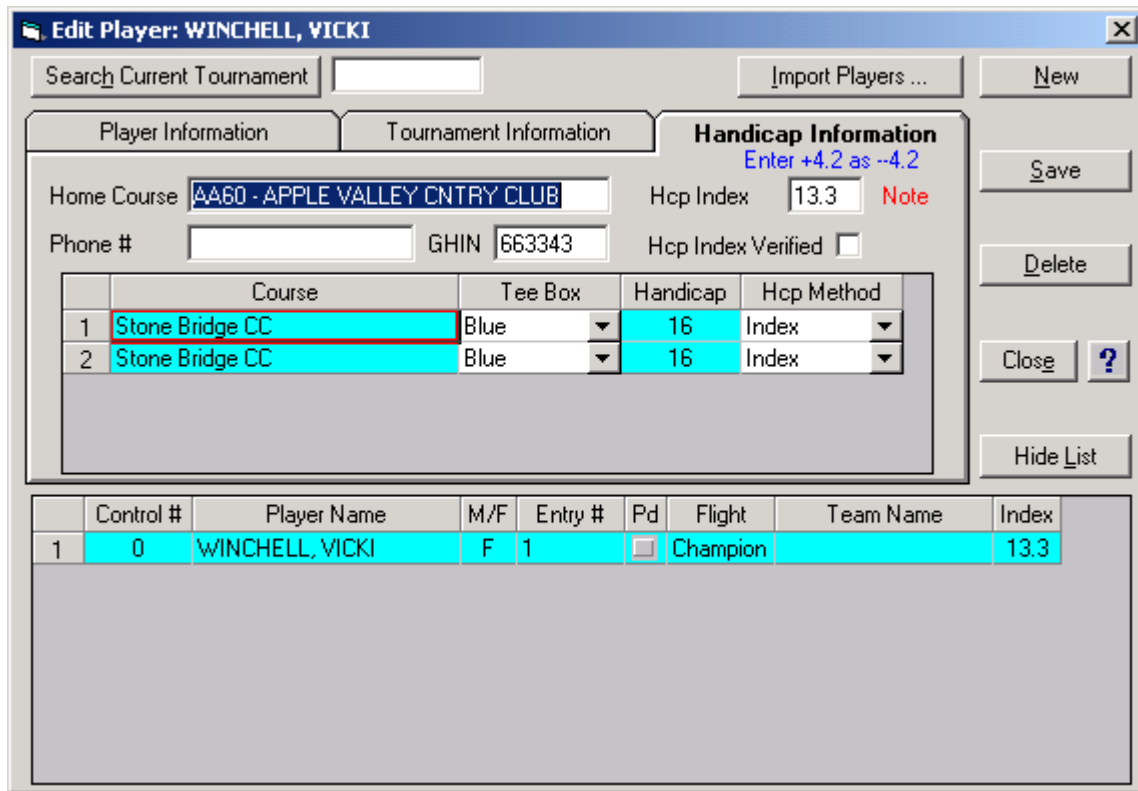 Edit Player: WINCHELL, VICKI
Search Current Tournament Import Players ... New
Player Information Tournament Information Handicap Information
Enter +4.2 as --4.2
Save
Home Course AA60 - APPLE VALLEY CNTRY CLUB Hcp Index 13.3 Note
Phone # GHIN 663343 Hcp Index Verified
Delete
Course Tee Box Handicap Hcp Method
1 Stone Bridge CC Blue 16 Index
2 Stone Bridge CC Blue 16 Index
Close ?
Hide List
Control # Player Name M/F Entry # Pd Flight Team Name Index
1 0 WINCHELL, VICKI F 1 Champion 13.3